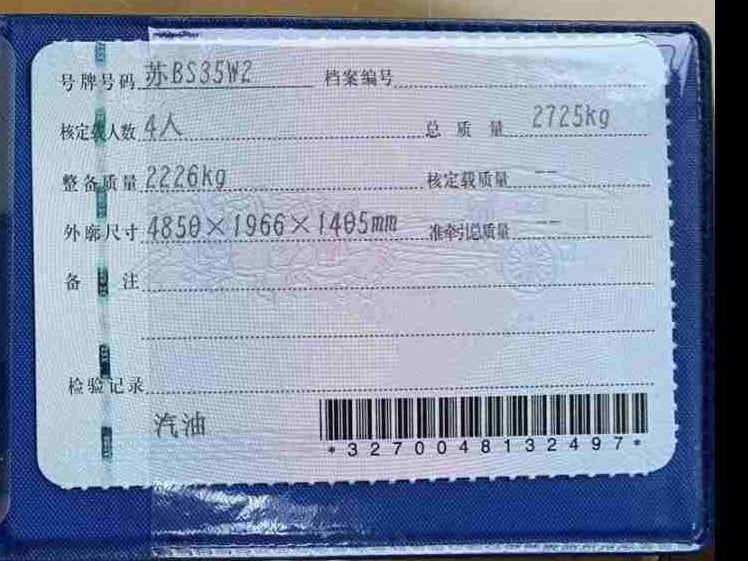 号牌号码 苏BS35W2 档案编号
核定载人数 4人 总质量 2725kg
整备质量 2226kg 核定载质量 --
外廓尺寸 4850×1966×1405mm 准牵引总质量 --
备注
检验记录
汽油
*3270048132497*